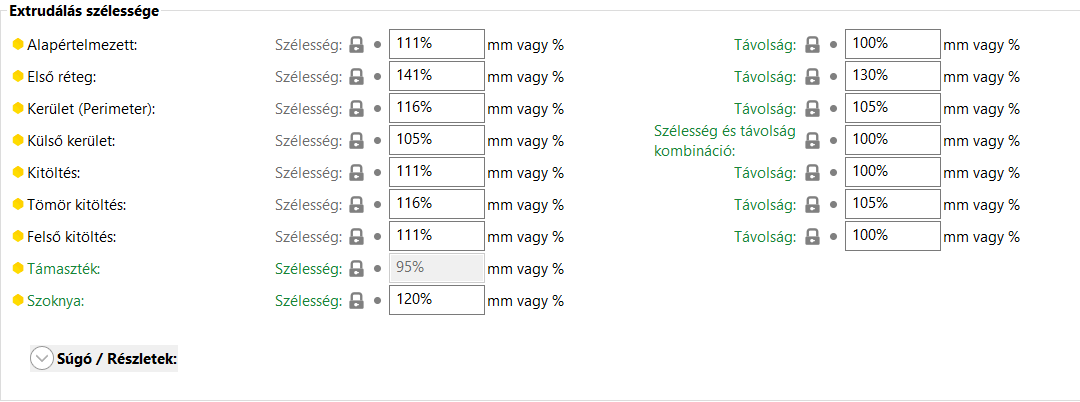 Extrudálás szélessége
Alapértelmezett: Szélesség: 111% mm vagy % Távolság: 100% mm vagy %
Első réteg: Szélesség: 141% mm vagy % Távolság: 130% mm vagy %
Kerület (Perimeter): Szélesség: 116% mm vagy % Távolság: 105% mm vagy %
Külső kerület: Szélesség: 105% mm vagy % Szélesség és távolság kombináció: 100% mm vagy %
Kitöltés: Szélesség: 111% mm vagy % Távolság: 100% mm vagy %
Tömör kitöltés: Szélesség: 116% mm vagy % Távolság: 105% mm vagy %
Felső kitöltés: Szélesség: 111% mm vagy % Távolság: 100% mm vagy %
Támaszték: Szélesség: 95% mm vagy %
Szoknya: Szélesség: 120% mm vagy %
Súgó / Részletek: